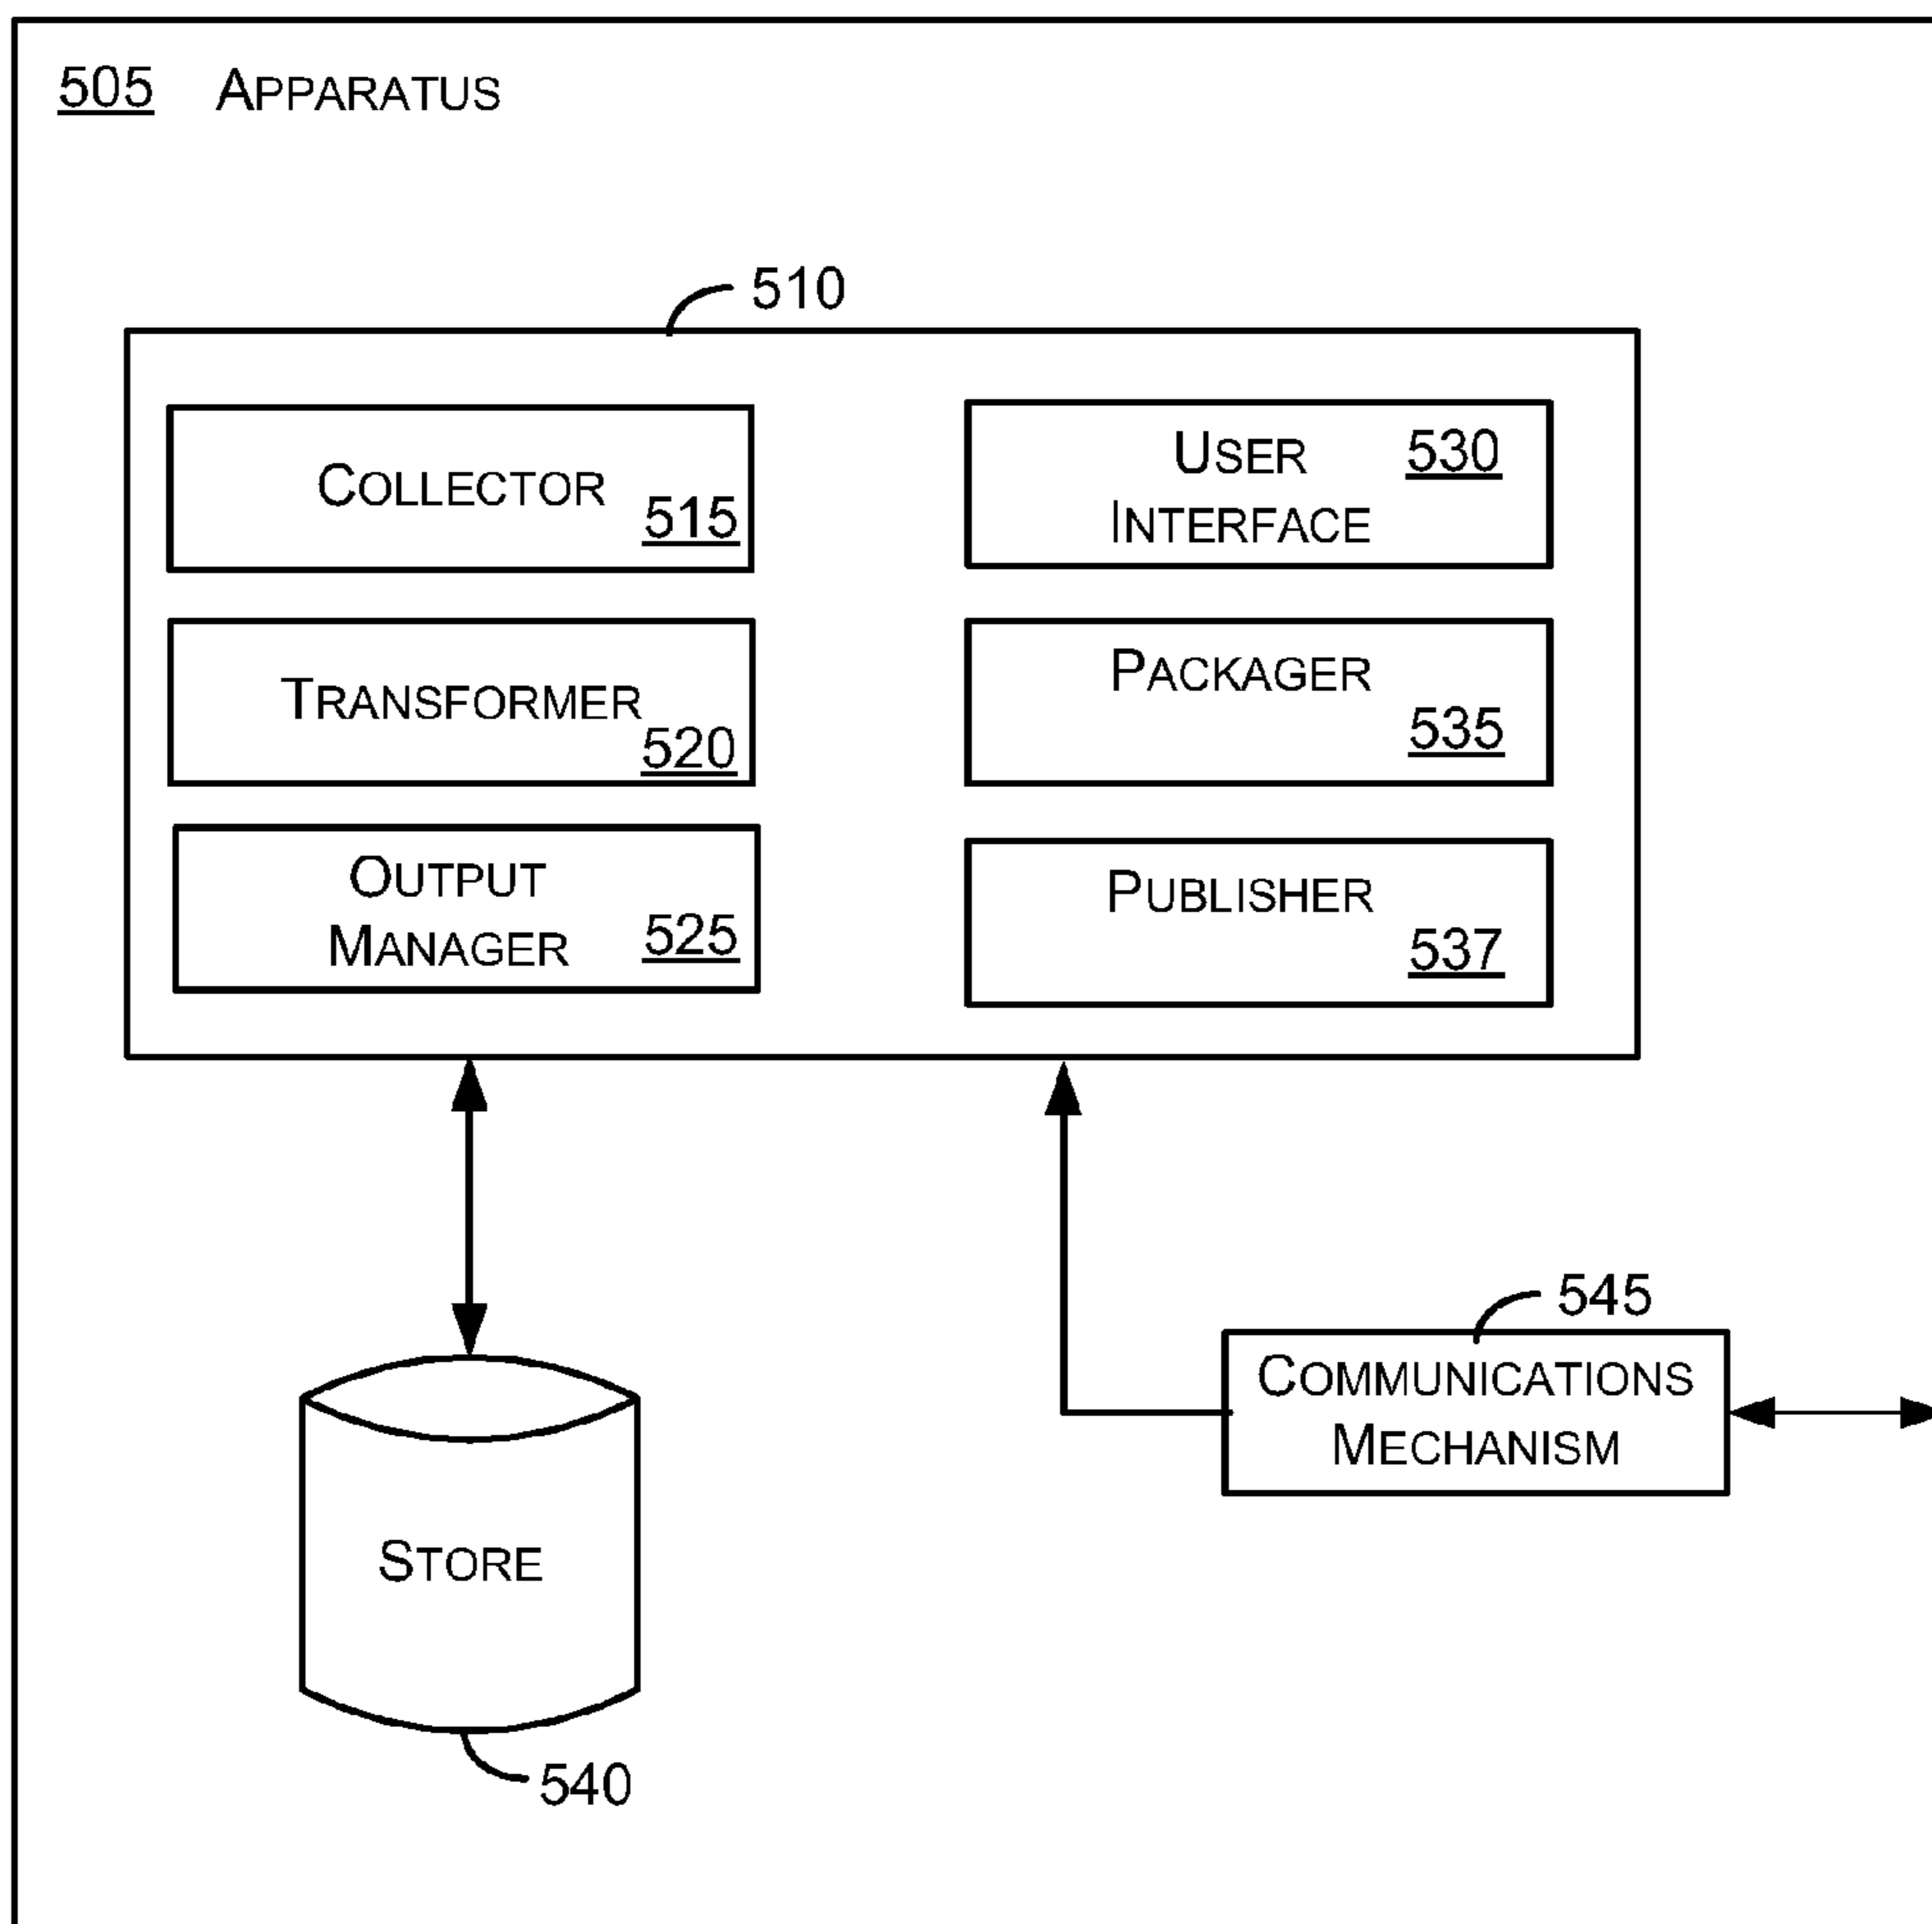 505 APPARATUS
510
COLLECTOR
515
USER 530
INTERFACE
TRANSFORMER
520
PACKAGER
535
OUTPUT
MANAGER 525
PUBLISHER
537
545
COMMUNICATIONS
MECHANISM
STORE
540